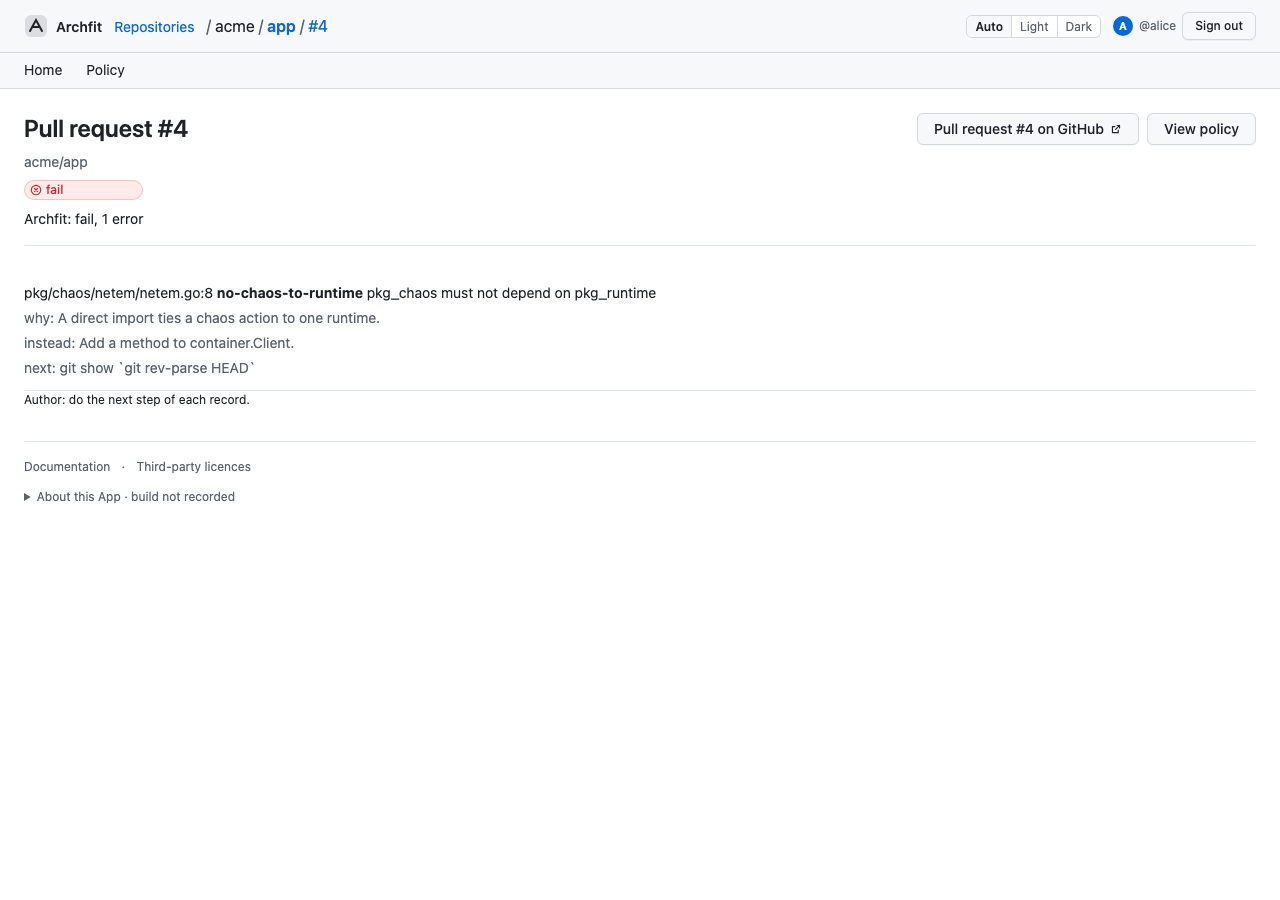 Archfit Repositories / acme / app / #4 Auto Light Dark A @alice Sign out
Home Policy
Pull request #4 Pull request #4 on GitHub View policy
acme/app
fail
Archfit: fail, 1 error
pkg/chaos/netem/netem.go:8 no-chaos-to-runtime pkg_chaos must not depend on pkg_runtime
why: A direct import ties a chaos action to one runtime.
instead: Add a method to container.Client.
next: git show `git rev-parse HEAD`
Author: do the next step of each record.
Documentation · Third-party licences
About this App · build not recorded